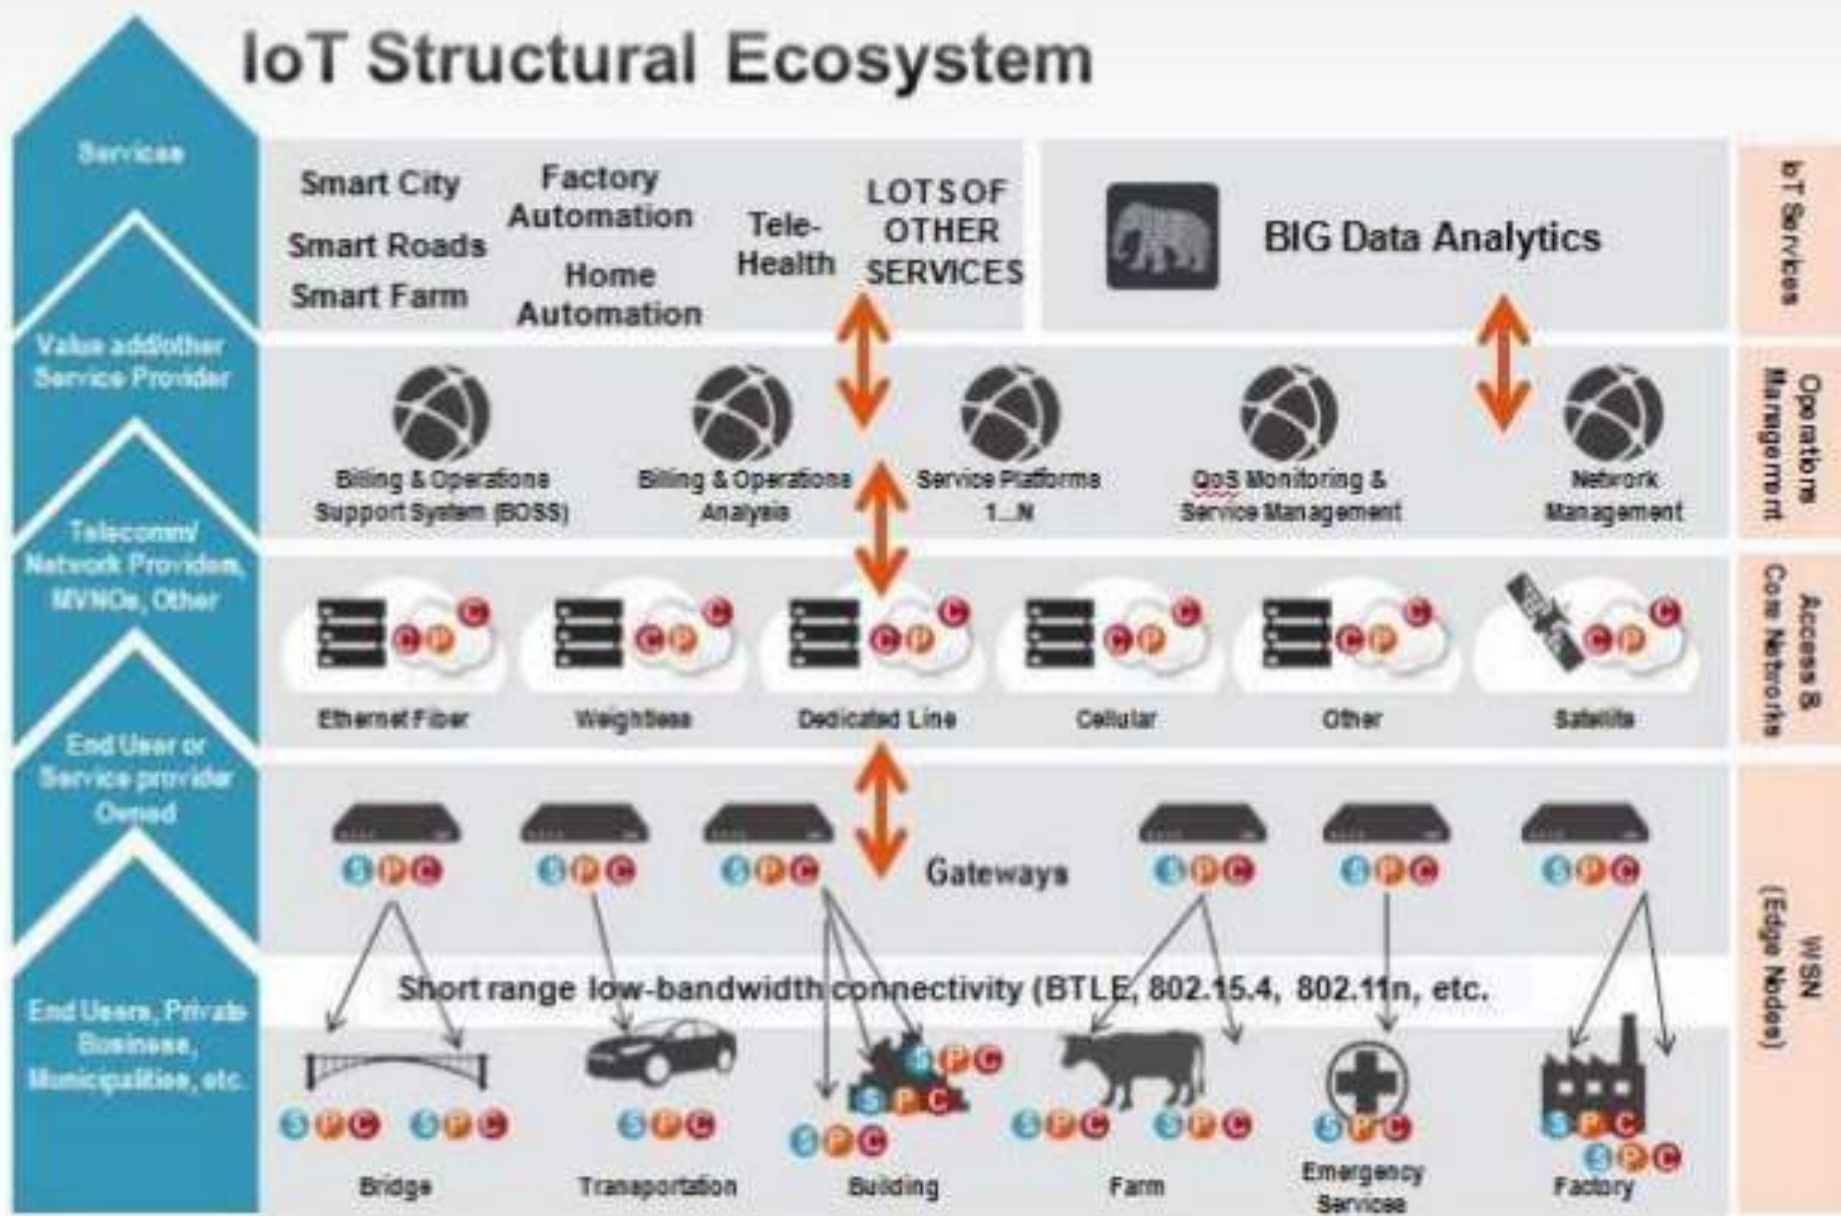 IoT Structural Ecosystem
Services
Smart City
Smart Roads
Smart Farm
Factory
Automation
Home
Automation
Tele-
Health
LOTS OF
OTHER
SERVICES
BIG Data Analytics
IoT Services
Value add/other
Service Provider
Billing & Operations
Support System (BOSS)
Billing & Operations
Analysis
Service Platforms
1...N
QoS Monitoring &
Service Management
Network
Management
Operations
Management
Telecomm/
Network Providers,
MVNOs, Other
C P C
C P C
C P C
C P C
C P C
C P C
Ethernet Fiber
Weightless
Dedicated Line
Cellular
Other
Satellite
Access &
Core Networks
End User or
Service provider
Owned
S P C
S P C
S P C
Gateways
S P C
S P C
S P C
Short range low-bandwidth connectivity (BTLE, 802.15.4, 802.11n, etc.
End Users, Private
Business,
Municipalities, etc.
S P C
S P C
S P C
S P C
S P C
S P C
S P C
S P C
S P C
S P C
S P C
Bridge
Transportation
Building
Farm
Emergency
Services
Factory
WSN
(Edge Nodes)